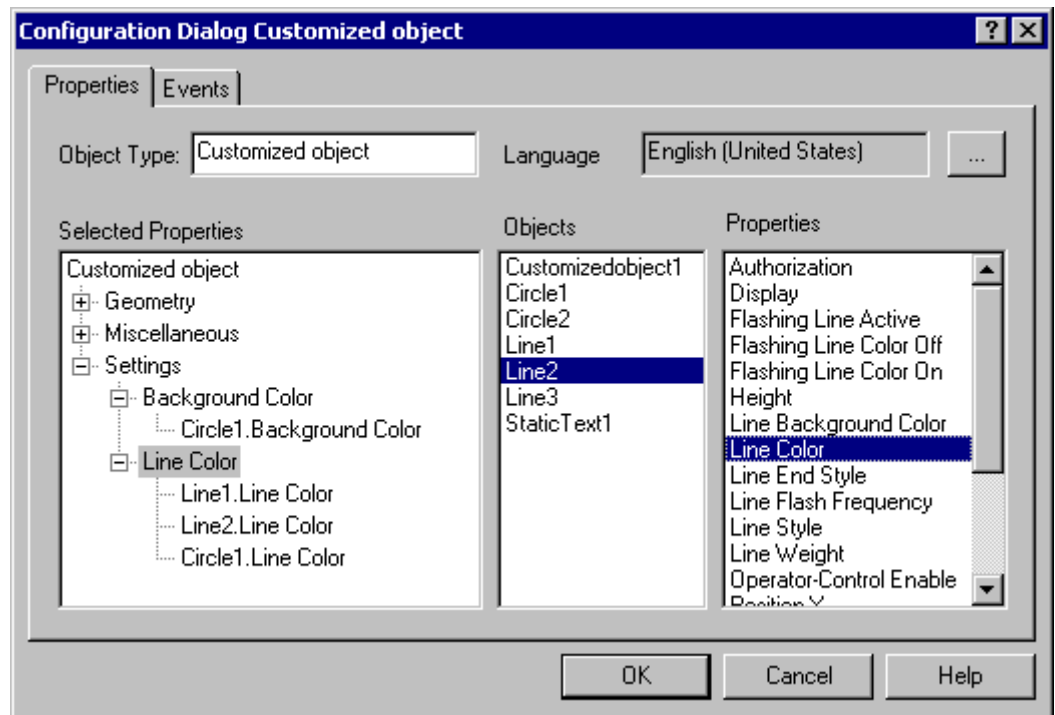 Configuration Dialog Customized object
Properties
Events
Object Type:
Customized object
Language
English (United States)
...
Selected Properties
Customized object
Geometry
Miscellaneous
Settings
Background Color
Circle1.Background Color
Line Color
Line1.Line Color
Line2.Line Color
Circle1.Line Color
Objects
Customizedobject1
Circle1
Circle2
Line1
Line2
Line3
StaticText1
Properties
Authorization
Display
Flashing Line Active
Flashing Line Color Off
Flashing Line Color On
Height
Line Background Color
Line Color
Line End Style
Line Flash Frequency
Line Style
Line Weight
Operator-Control Enable
Position X
OK
Cancel
Help